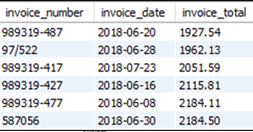 invoice_number invoice_date invoice_total
989319-487 2018-06-20 1927.54
97/522 2018-06-28 1962.13
989319-417 2018-07-23 2051.59
989319-427 2018-06-16 2115.81
989319-477 2018-06-08 2184.11
587056 2018-06-30 2184.50